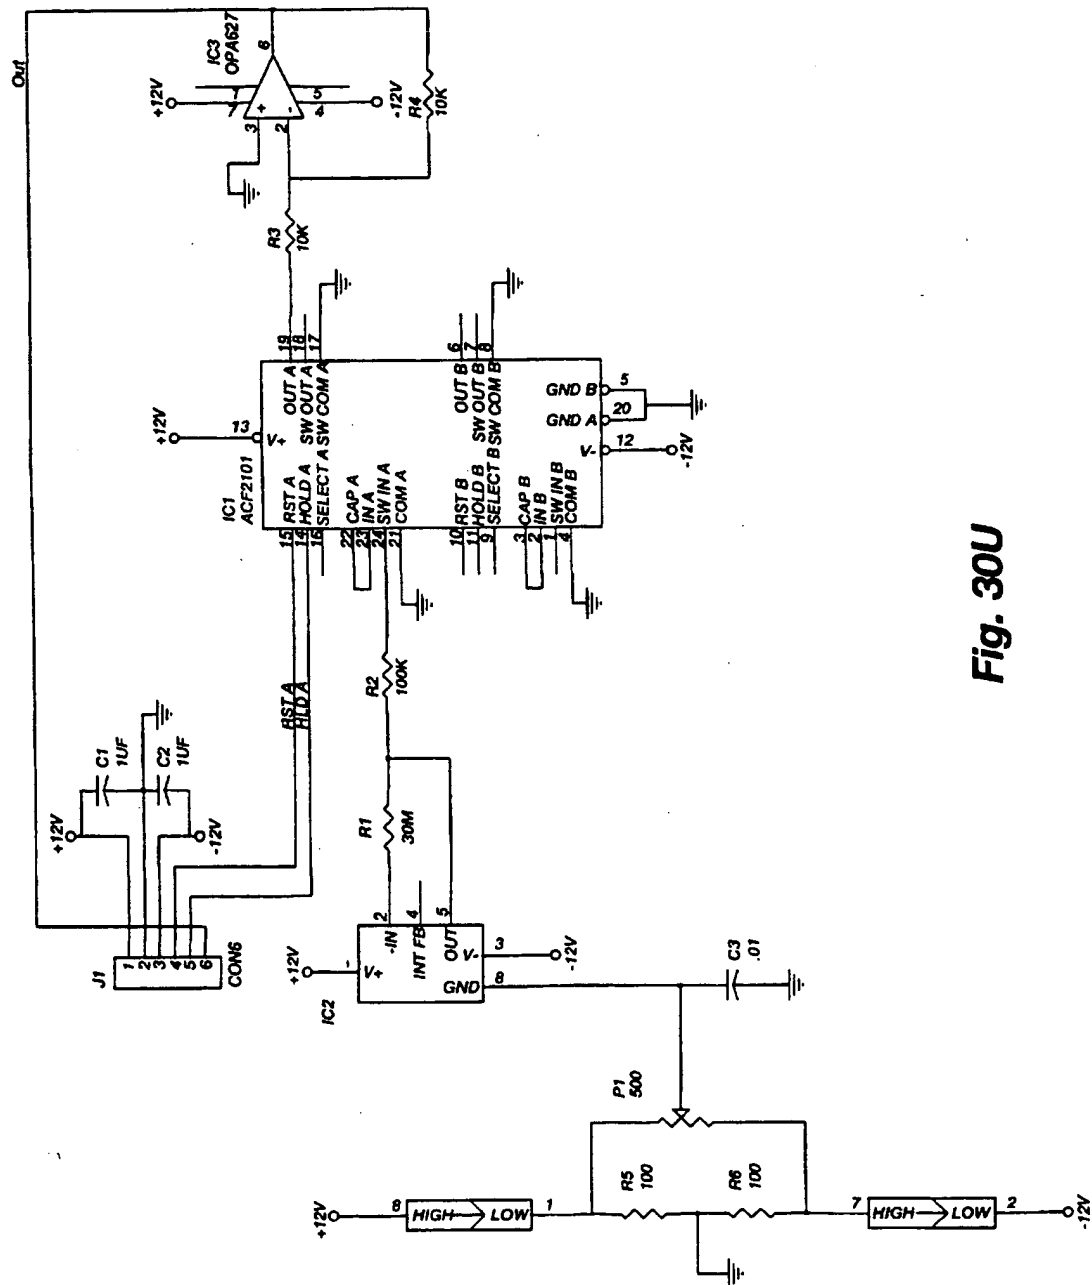 Out
IC3
OPA627
+12V
7
1
6
3
+
2
-
4
5
-12V
R4
10K
R3
10K
IC1
ACF2101
+12V
13
V+
15
RST A
14
HOLD A
16
SELECT A
22
CAP A
23
IN A
24
SW IN A
21
COM A
10
RST B
11
HOLD B
9
SELECT B
3
CAP B
2
IN B
1
SW IN B
4
COM B
19
OUT A
18
SW OUT A
17
SW COM A
6
OUT B
7
SW OUT B
8
SW COM B
GND B
5
GND A
20
V-
12
-12V
RST A
HLD A
R2
100K
R1
30M
+12V
C1
1UF
C2
1UF
-12V
J1
1
2
3
4
5
6
CON6
IC2
+12V
1
V+
-IN
2
INT FB
4
OUT
5
V-
3
-12V
GND
8
C3
.01
P1
500
R5
100
R6
100
+12V
8
HIGH
LOW
1
7
HIGH
LOW
2
-12V
Fig. 30U